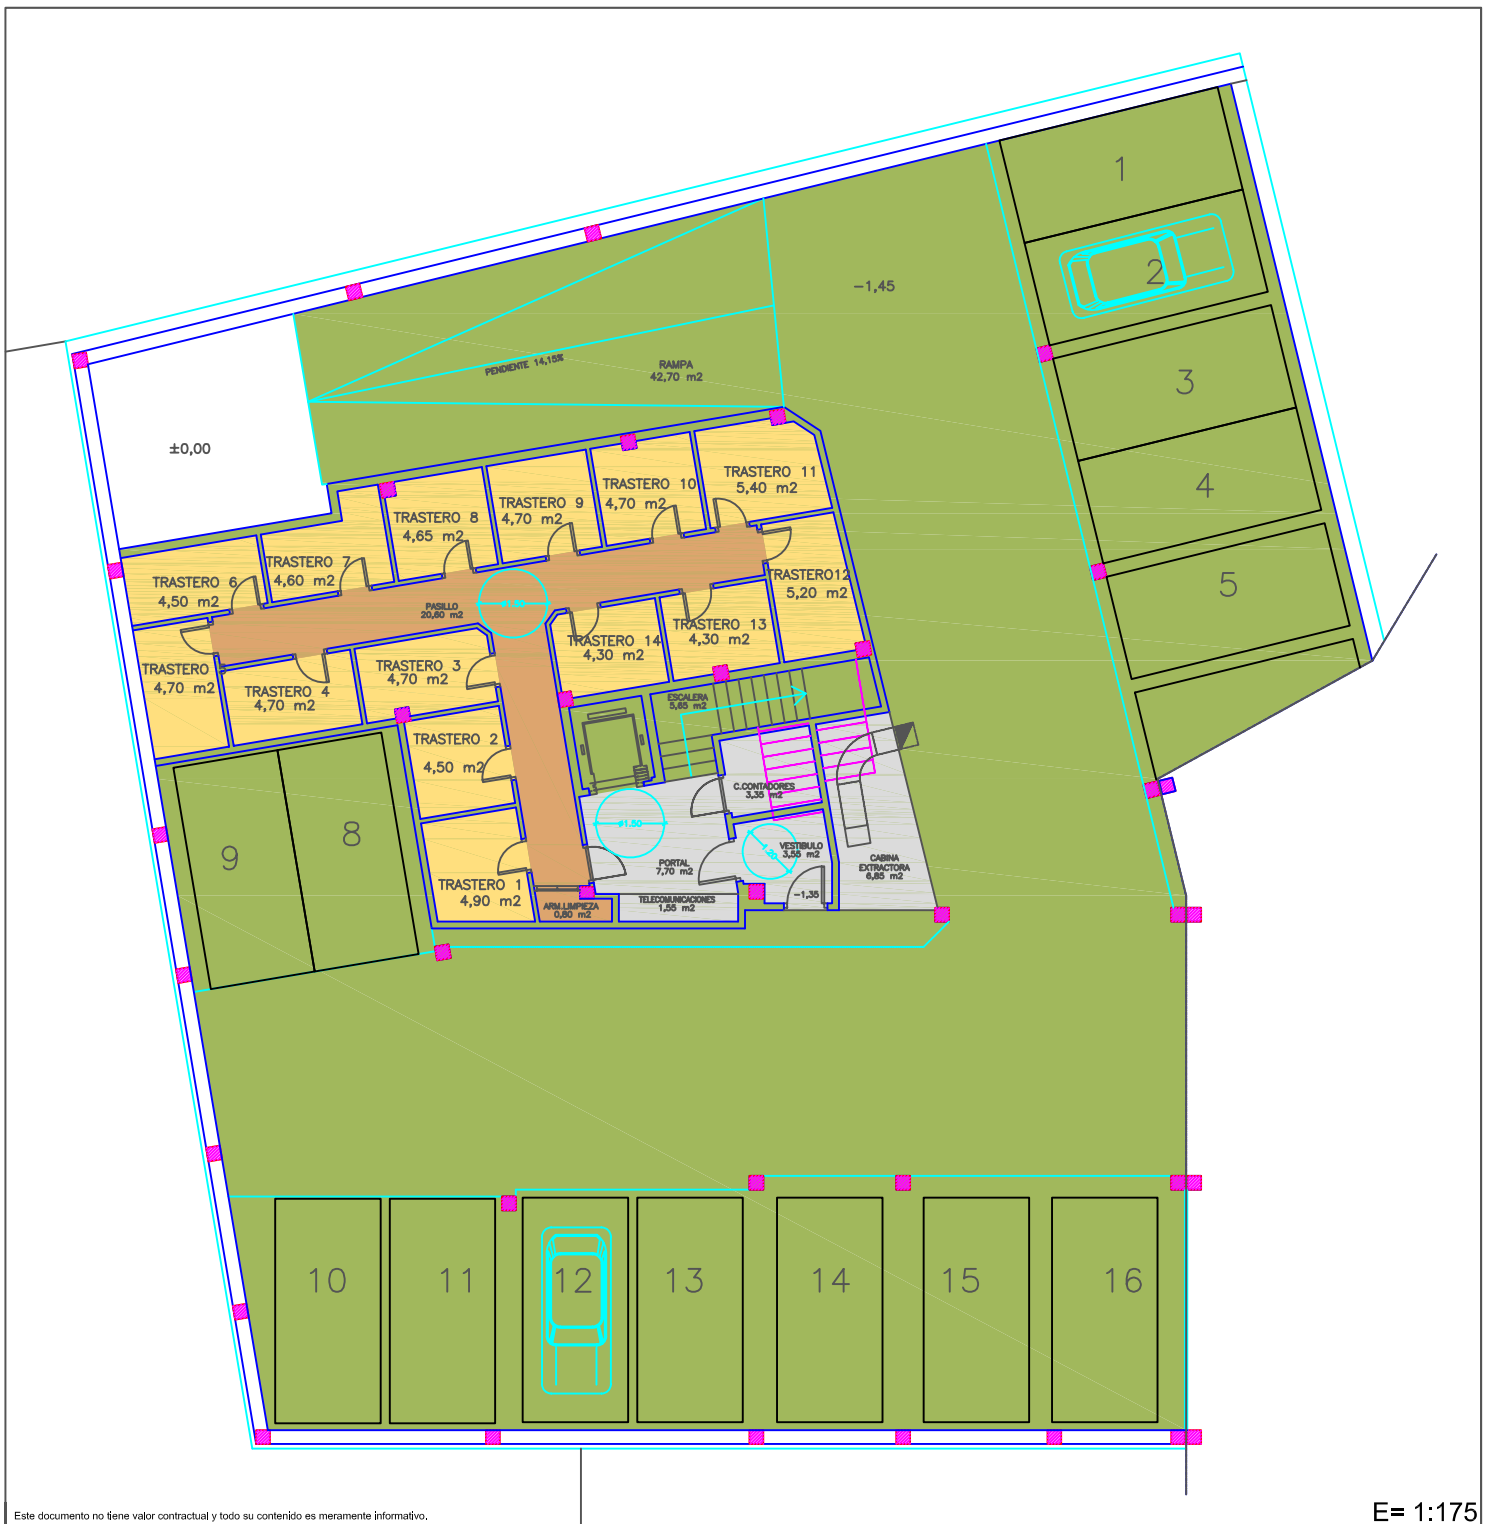 1
2
-1,45
PENDIENTE 14,15%
RAMPA
42,70 m2
3
±0,00
TRASTERO 11
5,40 m2
TRASTERO 10
4,70 m2
TRASTERO 9
4,70 m2
TRASTERO 8
4,65 m2
4
TRASTERO 7
4,60 m2
TRASTERO 6
4,50 m2
TRASTERO12
5,20 m2
5
PASILLO
20,60 m2
ø1.50
TRASTERO 13
4,30 m2
TRASTERO 14
4,30 m2
TRASTERO
4,70 m2
TRASTERO 4
4,70 m2
TRASTERO 3
4,70 m2
ESCALERA
5,65 m2
TRASTERO 2
4,50 m2
C.CONTADORES
3,35 m2
ø1.50
9
8
VESTIBULO
3,55 m2
1.20
PORTAL
7,70 m2
CABINA
EXTRACTORA
6,85 m2
TRASTERO 1
4,90 m2
-1,35
ARM.LIMPIEZA
0,80 m2
TELECOMUNICACIONES
1,55 m2
10
11
12
13
14
15
16
Este documento no tiene valor contractual y todo su contenido es meramente informativo.
E= 1:175